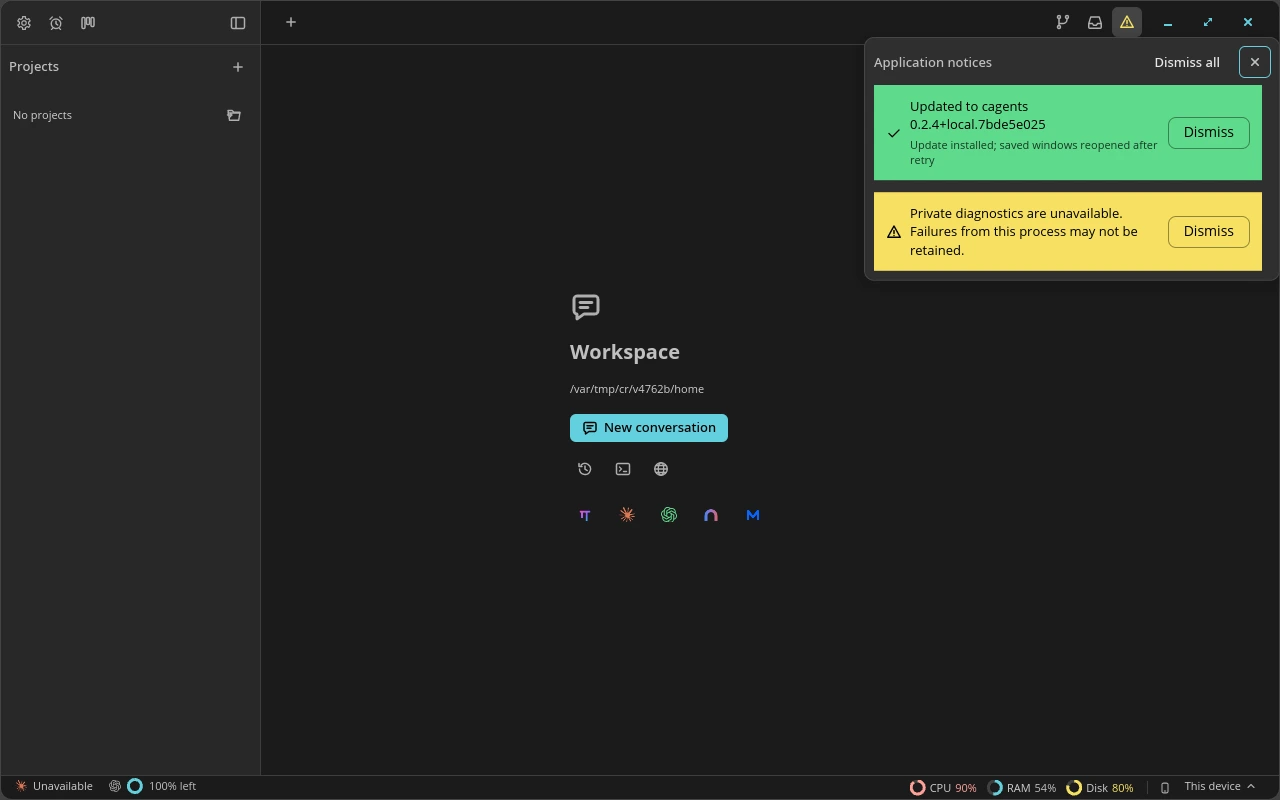 Projects
No projects
Application notices
Dismiss all
Updated to cagents
0.2.4+local.7bde5e025
Update installed; saved windows reopened after
retry
Dismiss
Private diagnostics are unavailable.
Failures from this process may not be
retained.
Dismiss
Workspace
/var/tmp/cr/v4762b/home
New conversation
Unavailable
100% left
CPU 90%
RAM 54%
Disk 80%
This device